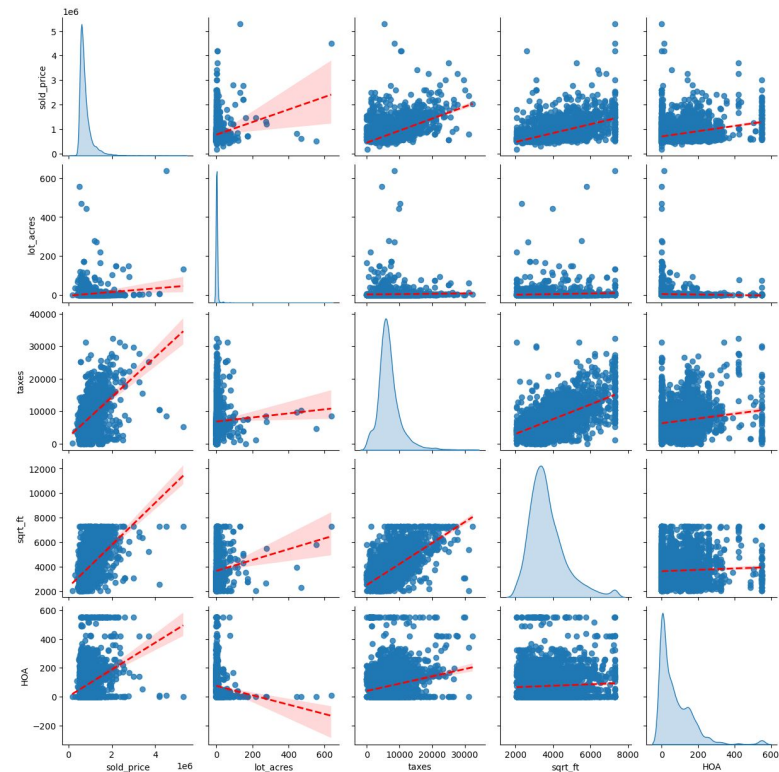 1e6
5
4
3
2
1
0
sold_price
600
400
200
0
lot_acres
40000
30000
20000
10000
0
taxes
12000
10000
8000
6000
4000
2000
sqrt_ft
600
400
200
0
−200
HOA
0 2 4 1e6
sold_price
0 200 400 600
lot_acres
0 10000 20000 30000
taxes
2000 4000 6000 8000
sqrt_ft
0 200 400 600
HOA